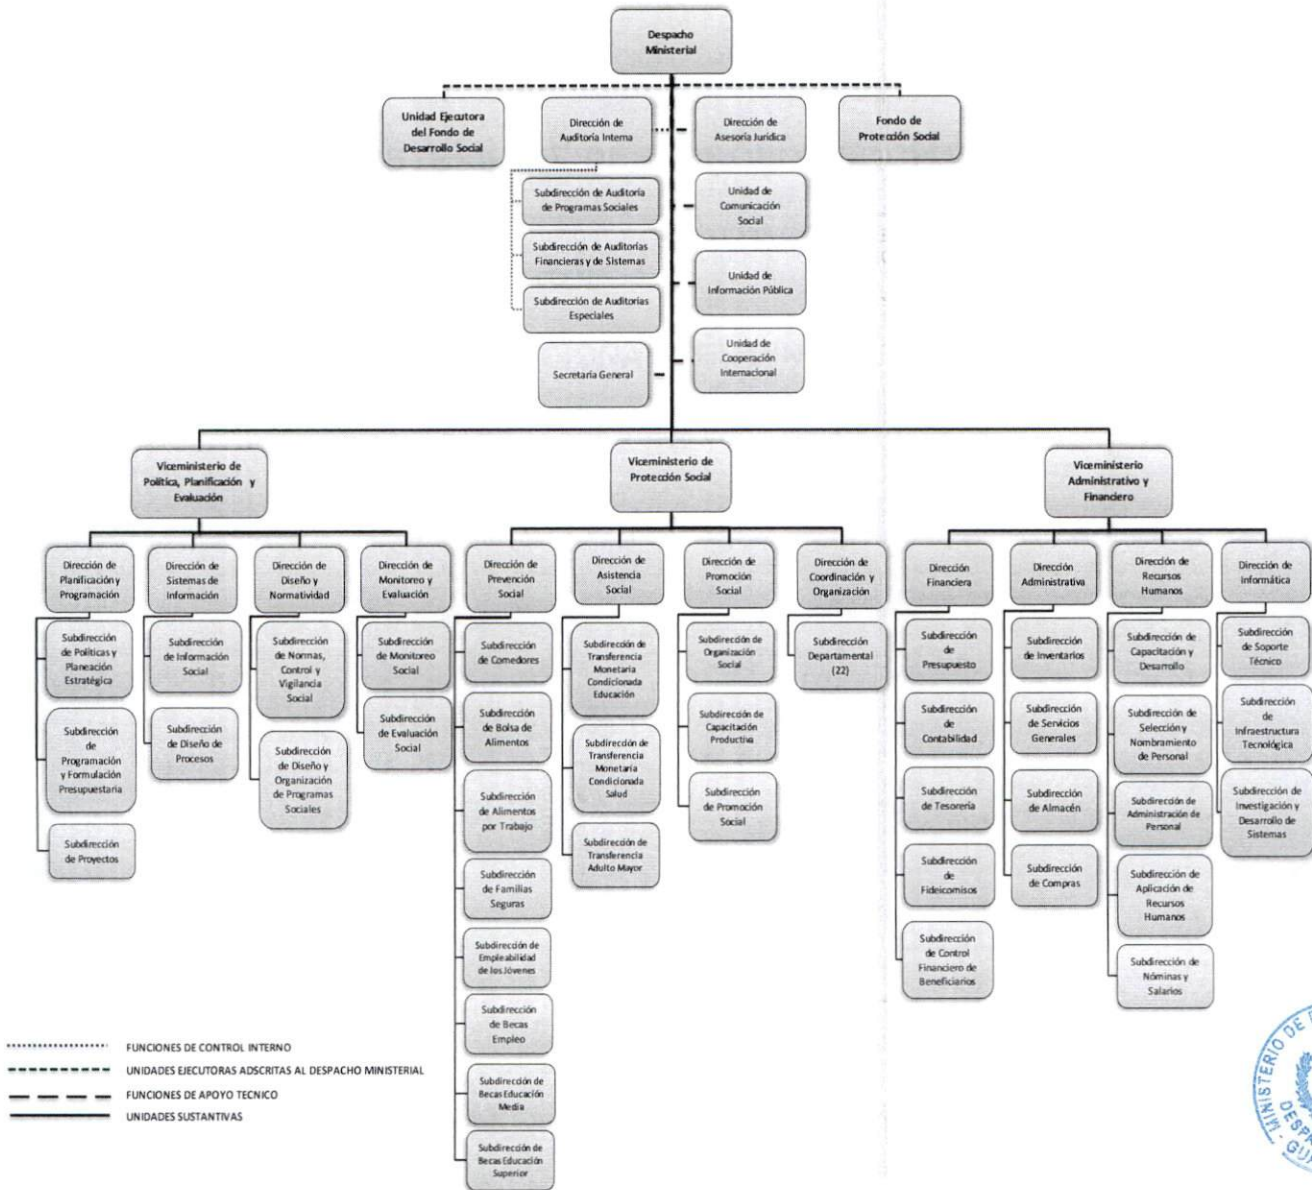 Despacho
Ministerial
Unidad Ejecutora
del Fondo de
Desarrollo Social
Dirección de
Auditoría Interna
Dirección de
Asesoría Jurídica
Fondo de
Protección Social
Subdirección de Auditoría
de Programas Sociales
Unidad de
Comunicación
Social
Subdirección de Auditorías
Financieras y de Sistemas
Unidad de
Información Pública
Subdirección de Auditorías
Especiales
Secretaría General
Unidad de
Cooperación
Internacional
Viceministerio de
Política, Planificación y
Evaluación
Viceministerio de
Protección Social
Viceministerio
Administrativo y
Financiero
Dirección de
Planificación y
Programación
Subdirección
de Políticas y
Planeación
Estratégica
Subdirección
de
Programación
y Formulación
Presupuestaria
Subdirección
de Proyectos
Dirección de
Sistemas de
Información
Subdirección
de Información
Social
Subdirección
de Diseño de
Procesos
Dirección de
Diseño y
Normatividad
Subdirección
de Normas,
Control y
Vigilancia
Social
Subdirección
de Diseño y
Organización
de Programas
Sociales
Dirección de
Monitoreo y
Evaluación
Subdirección
de Monitoreo
Social
Subdirección
de Evaluación
Social
Dirección de
Prevención
Social
Subdirección
de Comedores
Subdirección
de Bolsa de
Alimentos
Subdirección
de Alimentos
por Trabajo
Subdirección
de Familias
Seguras
Subdirección de
Empleabilidad
de los Jóvenes
Subdirección
de Becas
Empleo
Subdirección de
Becas Educación
Media
Subdirección de
Becas Educación
Superior
Dirección de
Asistencia
Social
Subdirección de
Transferencia
Monetaria
Condicionada
Educación
Subdirección de
Transferencia
Monetaria
Condicionada
Salud
Subdirección de
Transferencia
Adulto Mayor
Dirección de
Promoción
Social
Subdirección de
Organización
Social
Subdirección de
Capacitación
Productiva
Subdirección
de Promoción
Social
Dirección de
Coordinación y
Organización
Subdirección
Departamental
(22)
Dirección
Financiera
Subdirección
de
Presupuesto
Subdirección
de
Contabilidad
Subdirección
de Tesorería
Subdirección
de
Fideicomisos
Subdirección
de Control
Financiero de
Beneficiarios
Dirección
Administrativa
Subdirección
de Inventarios
Subdirección
de Servicios
Generales
Subdirección
de Almacén
Subdirección
de Compras
Dirección de
Recursos
Humanos
Subdirección de
Capacitación y
Desarrollo
Subdirección de
Selección y
Nombramiento
de Personal
Subdirección de
Administración de
Personal
Subdirección de
Aplicación de
Recursos
Humanos
Subdirección de
Nóminas y
Salarios
Dirección de
Informática
Subdirección
de Soporte
Técnico
Subdirección
de
Infraestructura
Tecnológica
Subdirección de
Investigación y
Desarrollo de
Sistemas
FUNCIONES DE CONTROL INTERNO
UNIDADES EJECUTORAS ADSCRITAS AL DESPACHO MINISTERIAL
FUNCIONES DE APOYO TECNICO
UNIDADES SUSTANTIVAS
MINISTERIO DE